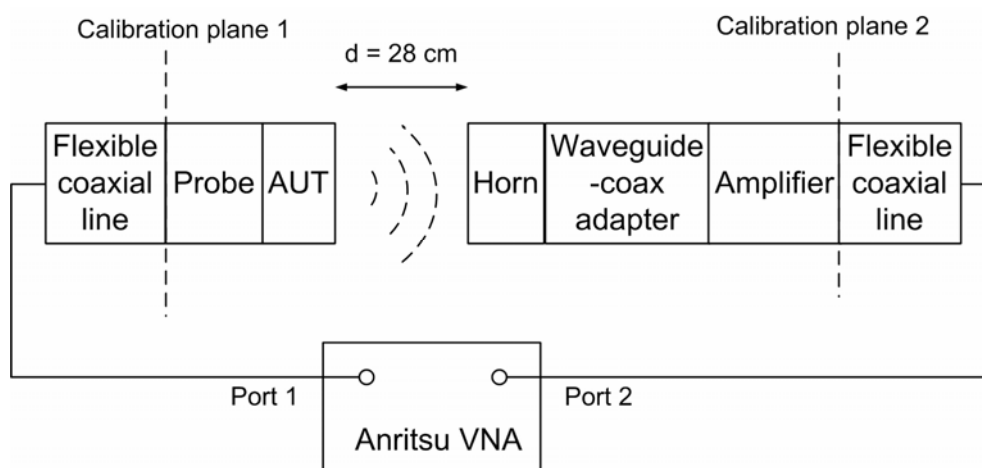 Calibration plane 1
Calibration plane 2
d = 28 cm
Flexible
coaxial
line
Probe
AUT
Horn
Waveguide
-coax
adapter
Amplifier
Flexible
coaxial
line
Port 1
Port 2
Anritsu VNA